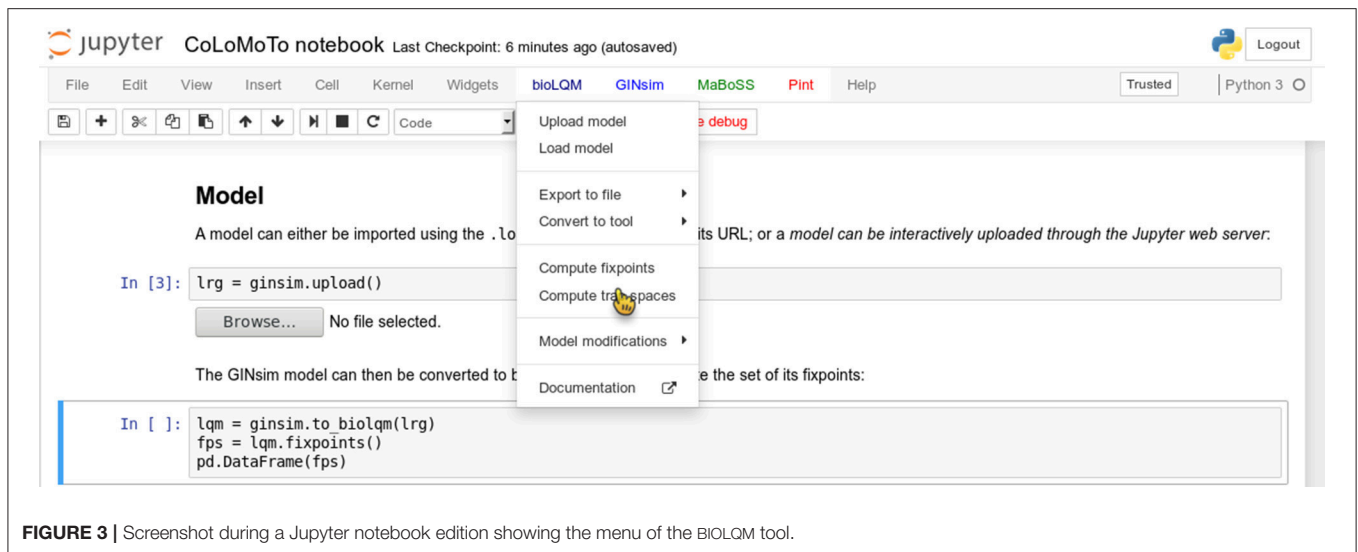 jupyter CoLoMoTo notebook Last Checkpoint: 6 minutes ago (autosaved) Logout
File Edit View Insert Cell Kernel Widgets bioLQM GINsim MaBoSS Pint Help Trusted Python 3
Code e debug
Upload model
Load model
Export to file
Convert to tool
Compute fixpoints
Compute spaces
Model modifications
Documentation
Model
A model can either be imported using the .lo its URL; or a model can be interactively uploaded through the Jupyter web server:
In [3]: lrg = ginsim.upload()
Browse... No file selected.
The GINsim model can then be converted to b e the set of its fixpoints:
In [ ]: lqm = ginsim.to_biolqm(lrg)
fps = lqm.fixpoints()
pd.DataFrame(fps)
FIGURE 3 | Screenshot during a Jupyter notebook edition showing the menu of the BIOLQM tool.